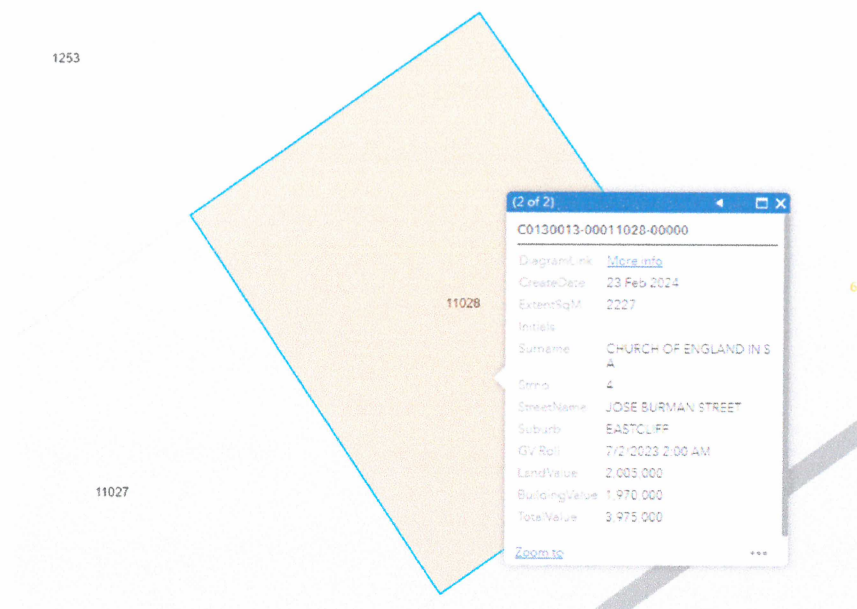 1253
(2 of 2)
C0130013-00011028-00000
DiagramLink More info
CreateDate 23 Feb 2024
11028
ExtentSqM 2227
Initials
Surname CHURCH OF ENGLAND IN S
A
Strno 4
StreetName JOSE BURMAN STREET
Suburb EASTCLIFF
GV Roll 7/2/2023 2:00 AM
LandValue 2,005,000
11027
BuildingValue 1,970,000
TotalValue 3,975,000
Zoom to
6